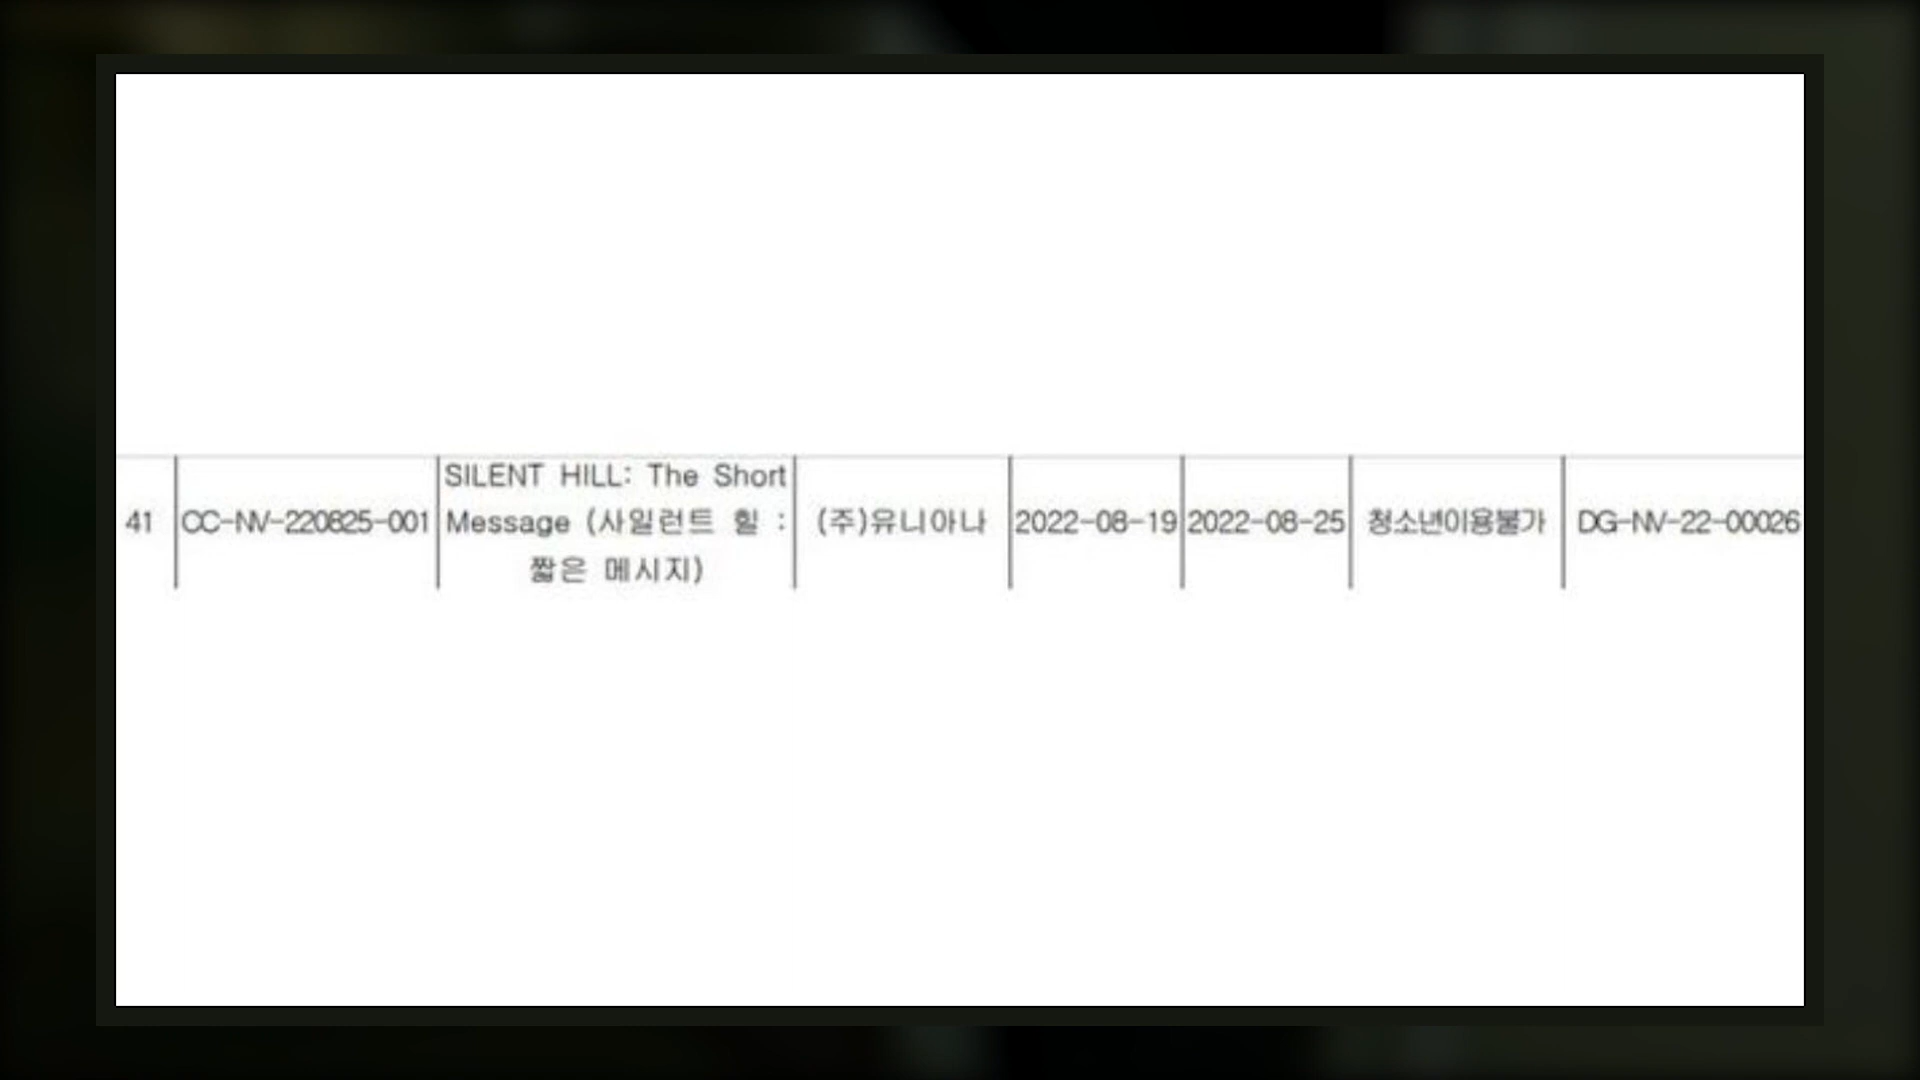 41
CC-NV-220825-001
SILENT HILL: The Short
Message (사일런트 힐 :
짧은 메시지)
(주)유니아나
2022-08-19
2022-08-25
청소년이용불가
DG-NV-22-00026